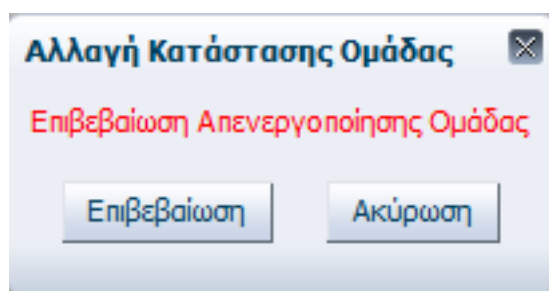 Αλλαγή Κατάστασης Ομάδας
Επιβεβαίωση Απενεργοποίησης Ομάδας
Επιβεβαίωση Ακύρωση